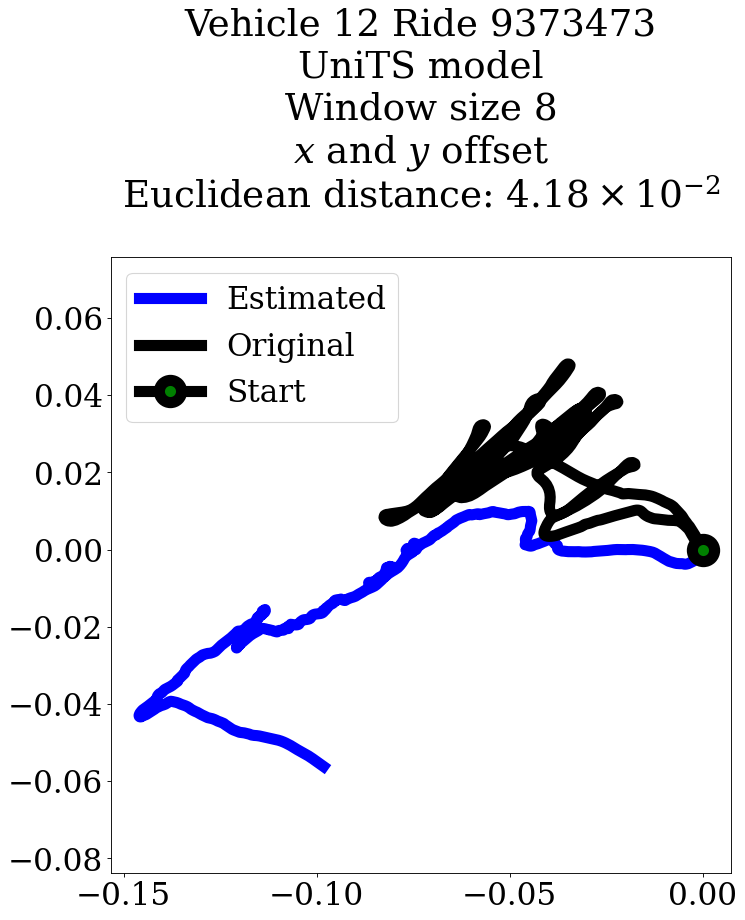 Vehicle 12 Ride 9373473
UniTS model
Window size 8
x and y offset
Euclidean distance: 4.18 × 10⁻²
Estimated
Original
Start
0.06
0.04
0.02
0.00
−0.02
−0.04
−0.06
−0.08
−0.15
−0.10
−0.05
0.00